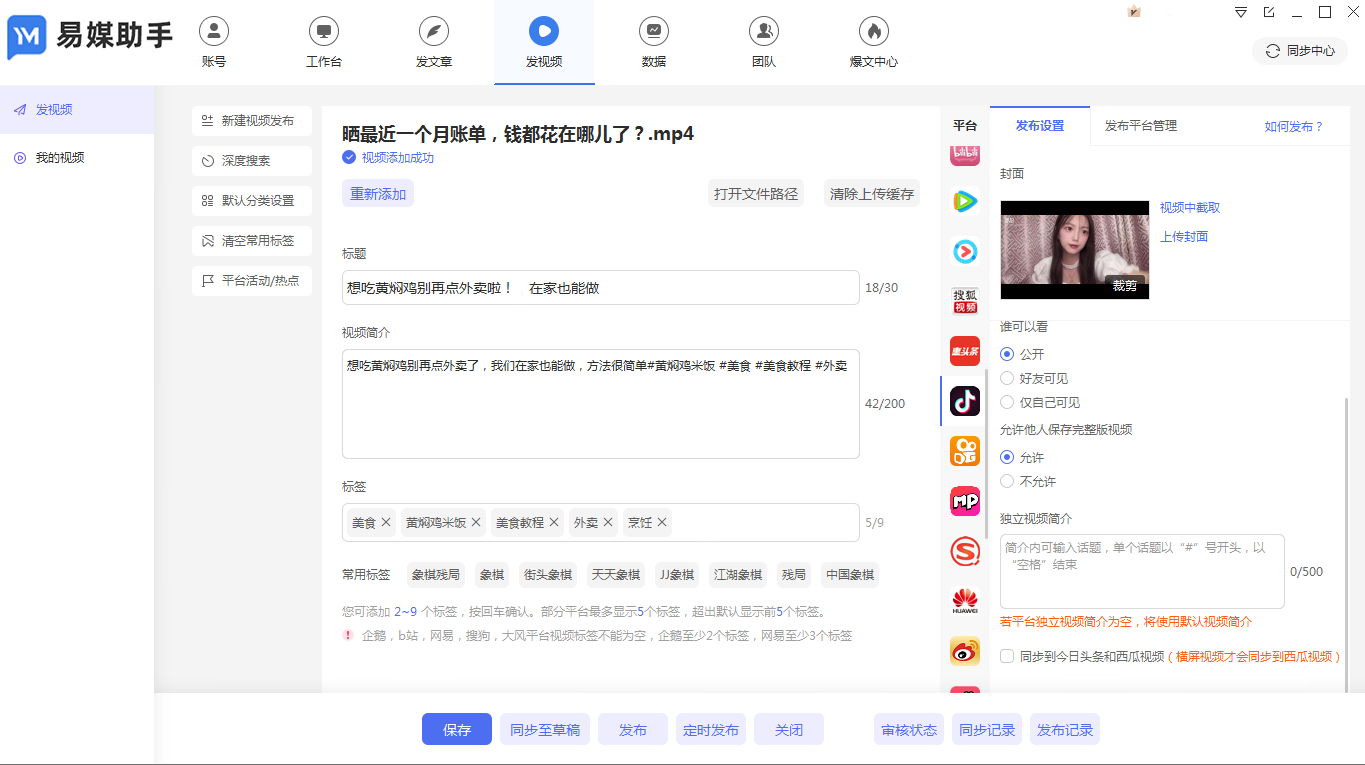 易媒助手
账号
工作台
发文章
发视频
数据
团队
爆文中心
同步中心
发视频
我的视频
新建视频发布
深度搜索
默认分类设置
清空常用标签
平台活动/热点
晒最近一个月账单，钱都花在哪儿了？.mp4
视频添加成功
重新添加
打开文件路径
清除上传缓存
标题
想吃黄焖鸡别再点外卖啦！ 在家也能做
18/30
视频简介
想吃黄焖鸡别再点外卖了，我们在家也能做，方法很简单#黄焖鸡米饭 #美食 #美食教程 #外卖
42/200
标签
美食 黄焖鸡米饭 美食教程 外卖 烹饪
5/9
常用标签 象棋残局 象棋 街头象棋 天天象棋 JJ象棋 江湖象棋 残局 中国象棋
您可添加 2~9 个标签，按回车确认。部分平台最多显示5个标签，超出默认显示前5个标签。
企鹅，b站，网易，搜狗，大风平台视频标签不能为空，企鹅至少2个标签，网易至少3个标签
平台
bilibili
搜狐
视频
MP
HUAWEI
发布设置
发布平台管理
如何发布？
封面
视频中截取
上传封面
裁剪
谁可以看
公开
好友可见
仅自己可见
允许他人保存完整版视频
允许
不允许
独立视频简介
简介内可输入话题，单个话题以“#”号开头，以
“空格”结束
0/500
若平台独立视频简介为空，将使用默认视频简介
同步到今日头条和西瓜视频（横屏视频才会同步到西瓜视频）
保存
同步至草稿
发布
定时发布
关闭
审核状态
同步记录
发布记录